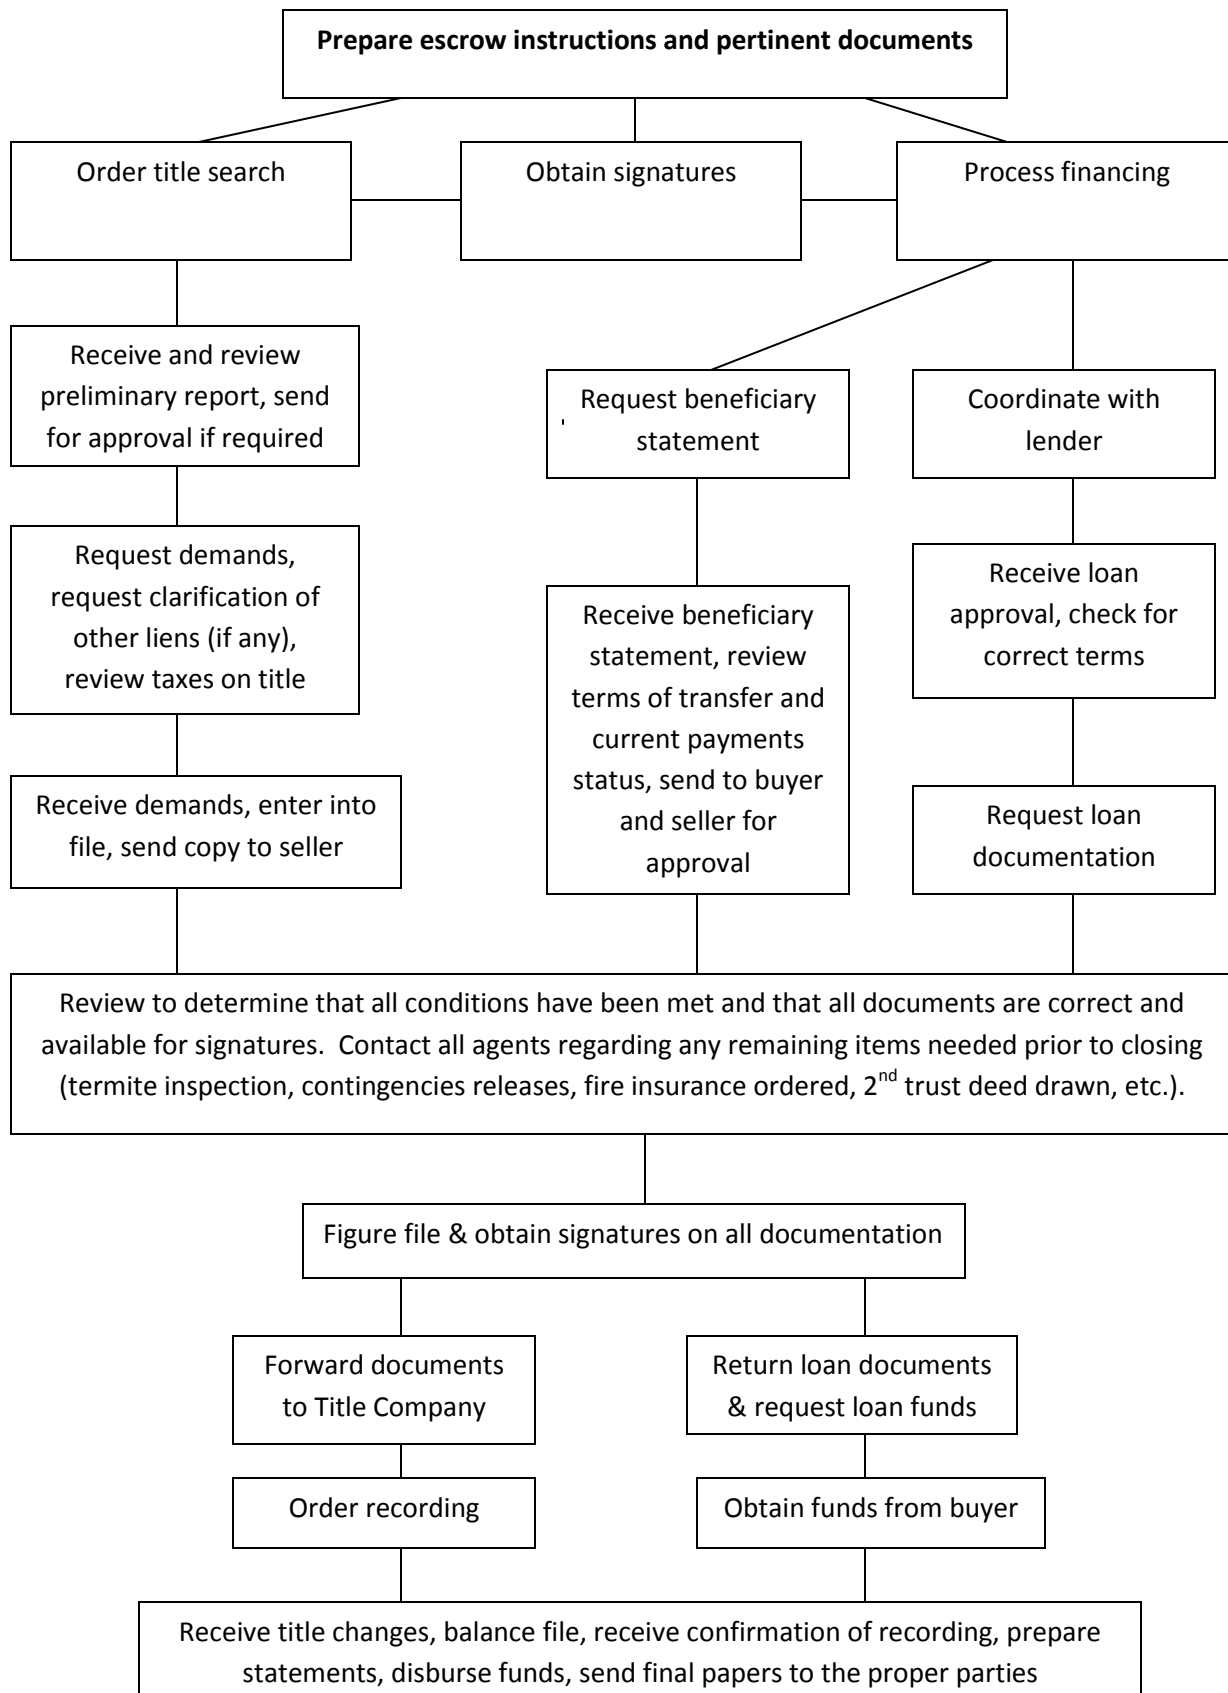 Prepare escrow instructions and pertinent documents
Order title search
Obtain signatures
Process financing
Receive and review
preliminary report, send
for approval if required
Request beneficiary
statement
Coordinate with
lender
Request demands,
request clarification of
other liens (if any),
review taxes on title
Receive beneficiary
statement, review
terms of transfer and
current payments
status, send to buyer
and seller for
approval
Receive loan
approval, check for
correct terms
Receive demands, enter into
file, send copy to seller
Request loan
documentation
Review to determine that all conditions have been met and that all documents are correct and
available for signatures.  Contact all agents regarding any remaining items needed prior to closing
(termite inspection, contingencies releases, fire insurance ordered, 2nd trust deed drawn, etc.).
Figure file & obtain signatures on all documentation
Forward documents
to Title Company
Return loan documents
& request loan funds
Order recording
Obtain funds from buyer
Receive title changes, balance file, receive confirmation of recording, prepare
statements, disburse funds, send final papers to the proper parties